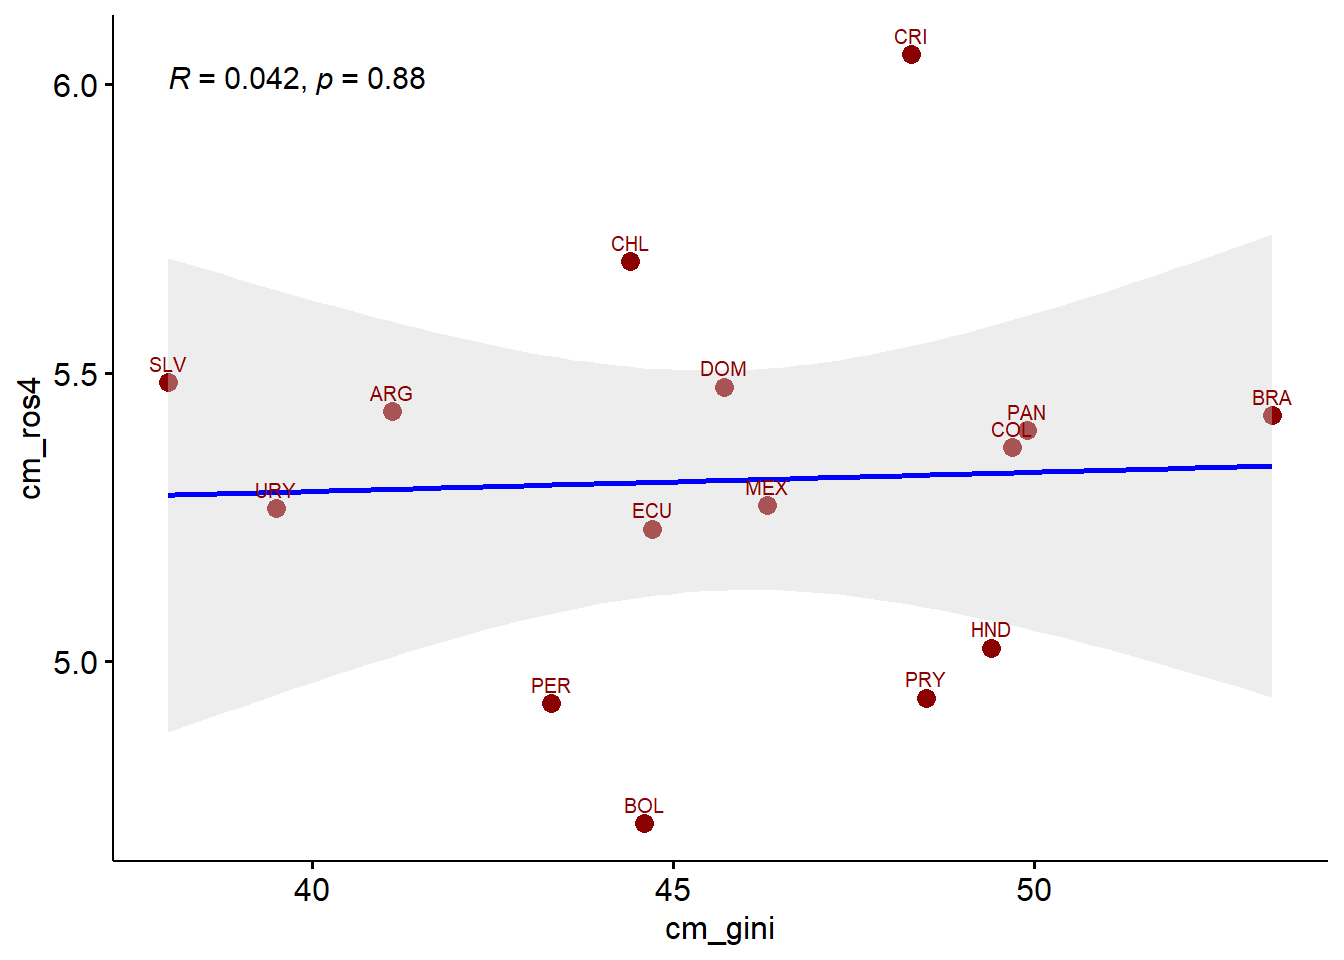 CRI
R = 0.042, p = 0.88
6.0
CHL
SLV
5.5
DOM
ARG
BRA
PAN
COL
URY
MEX
ECU
HND
5.0
PRY
PER
BOL
cm_ros4
40
45
50
cm_gini